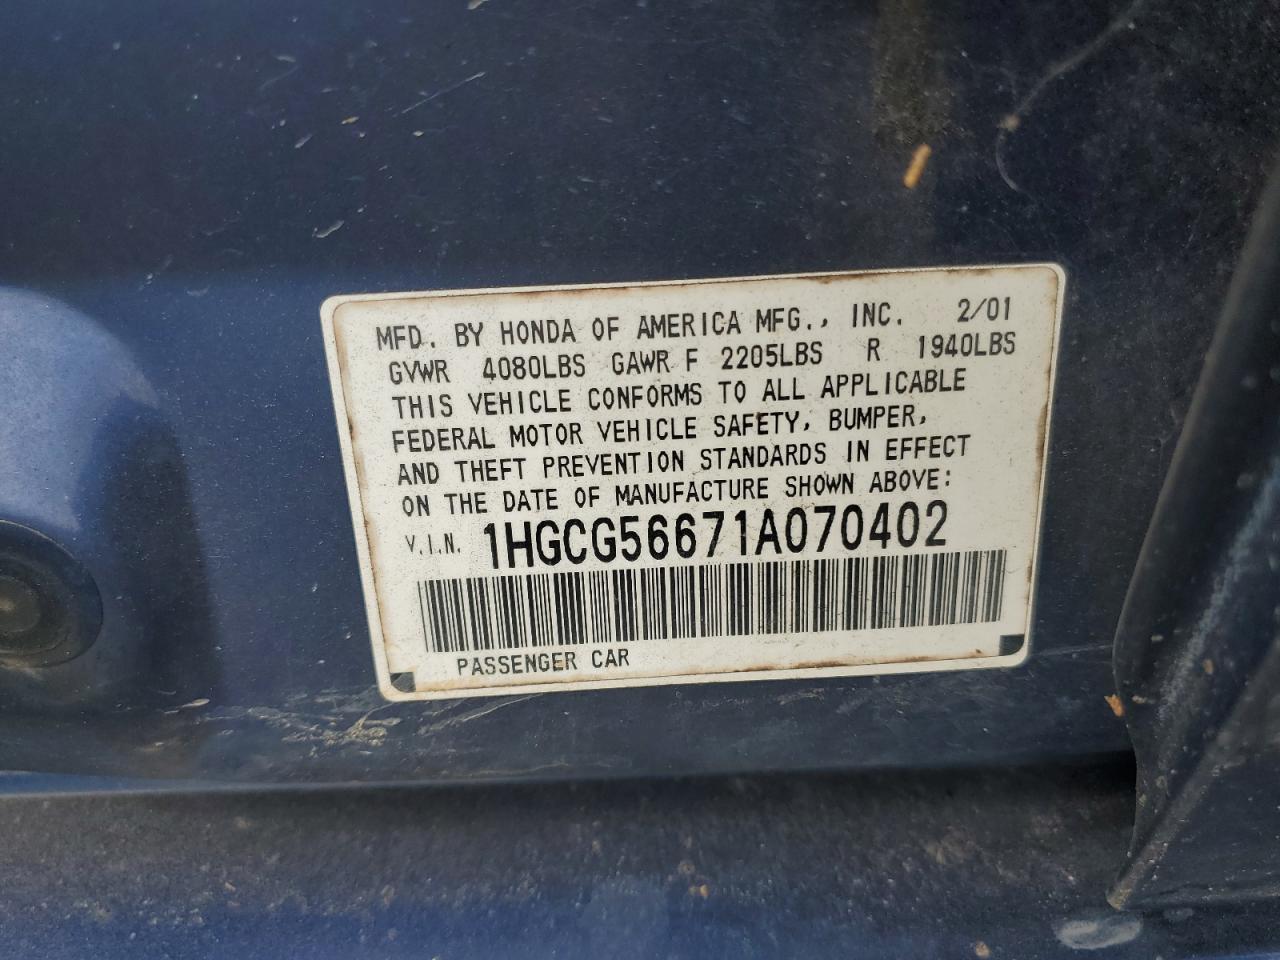 MFD. BY HONDA OF AMERICA MFG., INC. 2/01
GVWR 4080LBS GAWR F 2205LBS R 1940LBS
THIS VEHICLE CONFORMS TO ALL APPLICABLE
FEDERAL MOTOR VEHICLE SAFETY, BUMPER,
AND THEFT PREVENTION STANDARDS IN EFFECT
ON THE DATE OF MANUFACTURE SHOWN ABOVE:
V.I.N. 1HGCG56671A070402
PASSENGER CAR